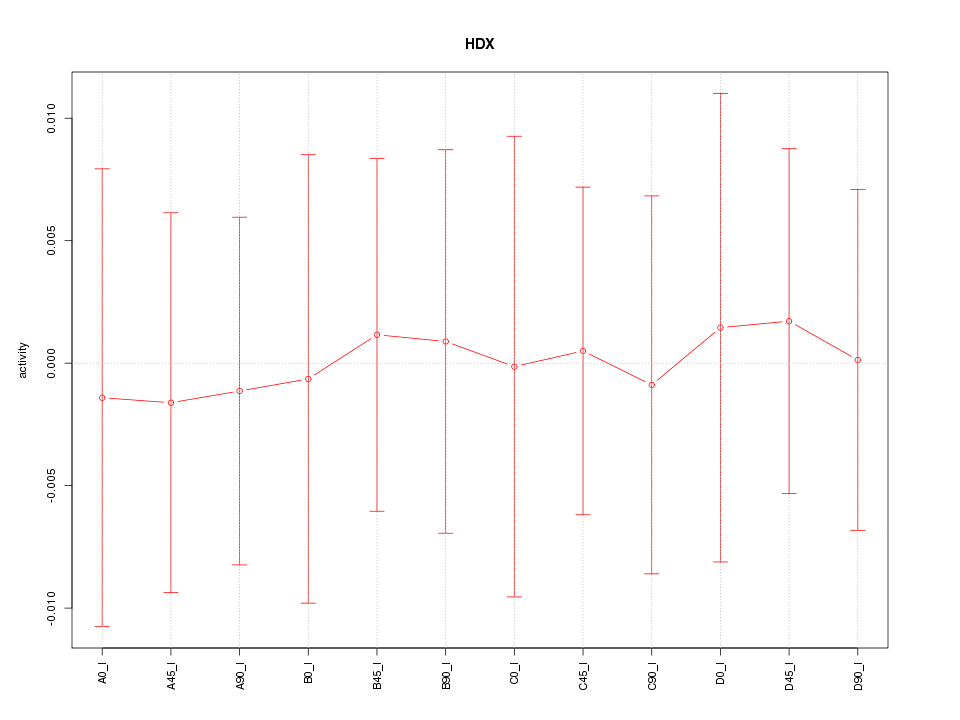 HDX
activity
0.010
0.005
0.000
-0.005
-0.010
A0_I
A45_I
A90_I
B0_I
B45_I
B90_I
C0_I
C45_I
C90_I
D0_I
D45_I
D90_I